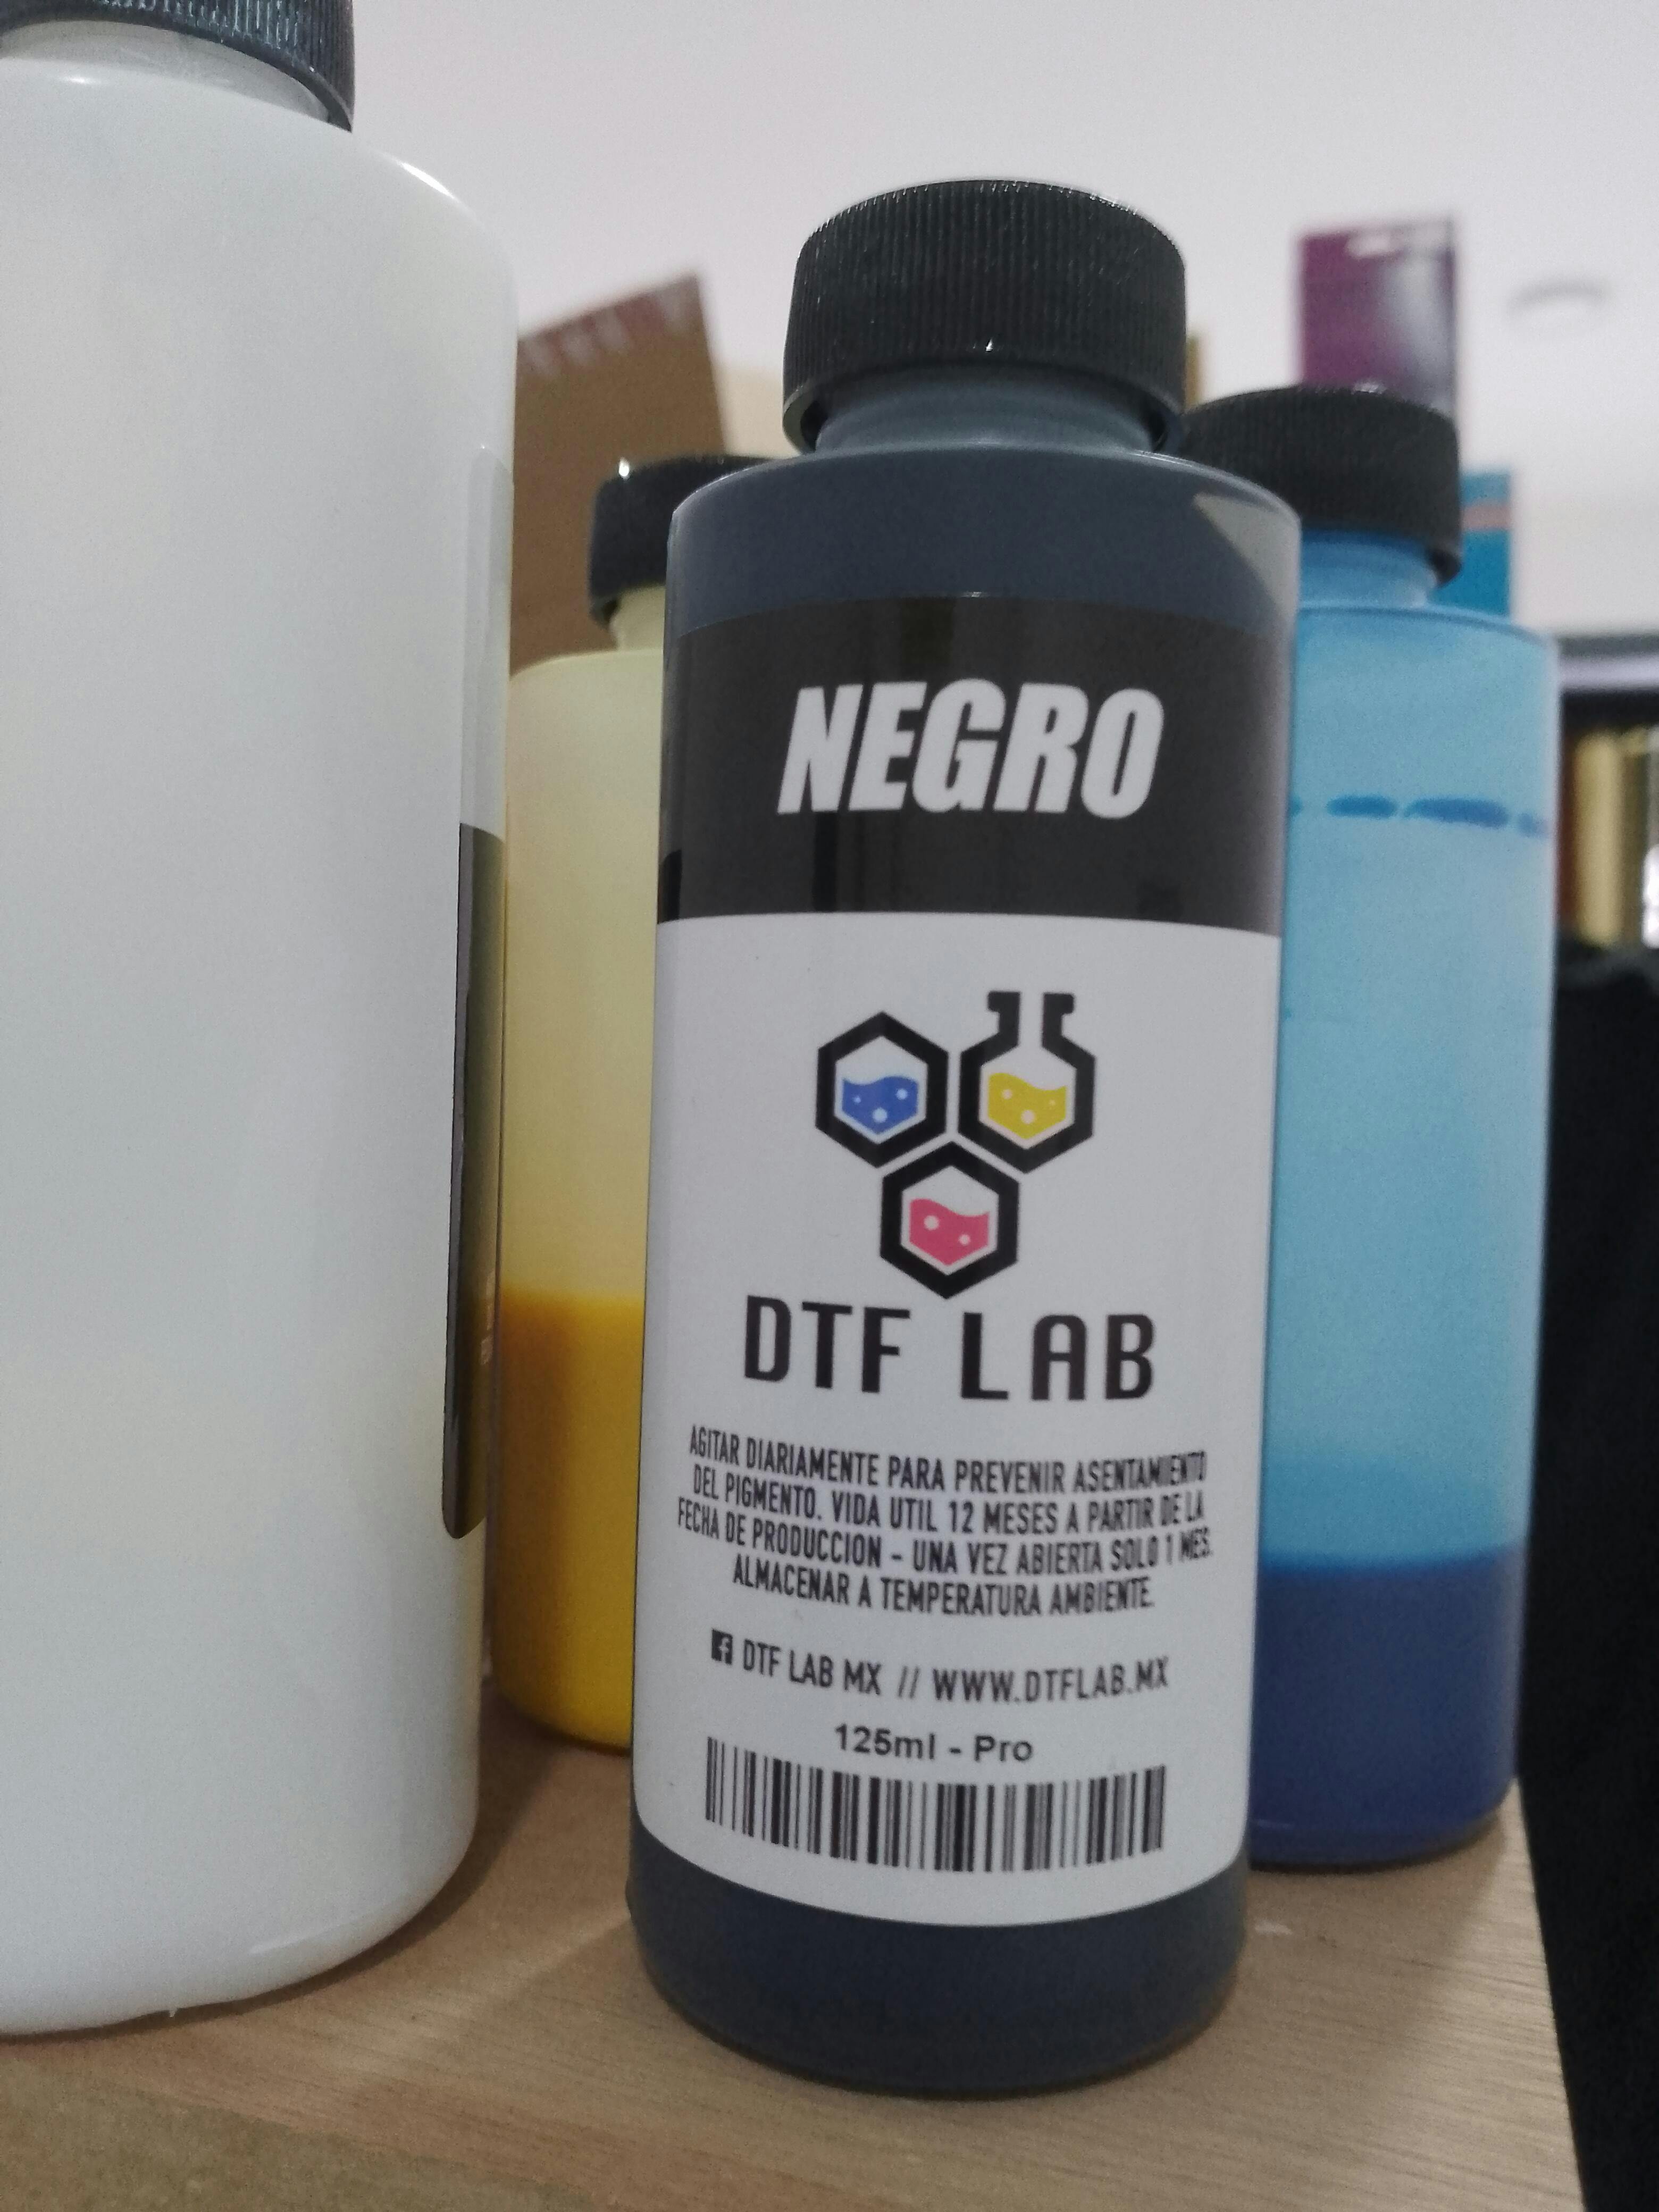 NEGRO
DTF LAB
AGITAR DIARIAMENTE PARA PREVENIR ASENTAMIENTO
DEL PIGMENTO. VIDA UTIL 12 MESES A PARTIR DE LA
FECHA DE PRODUCCION - UNA VEZ ABIERTA SOLO 1 MES.
ALMACENAR A TEMPERATURA AMBIENTE.
DTF LAB MX // WWW.DTFLAB.MX
125ml - Pro